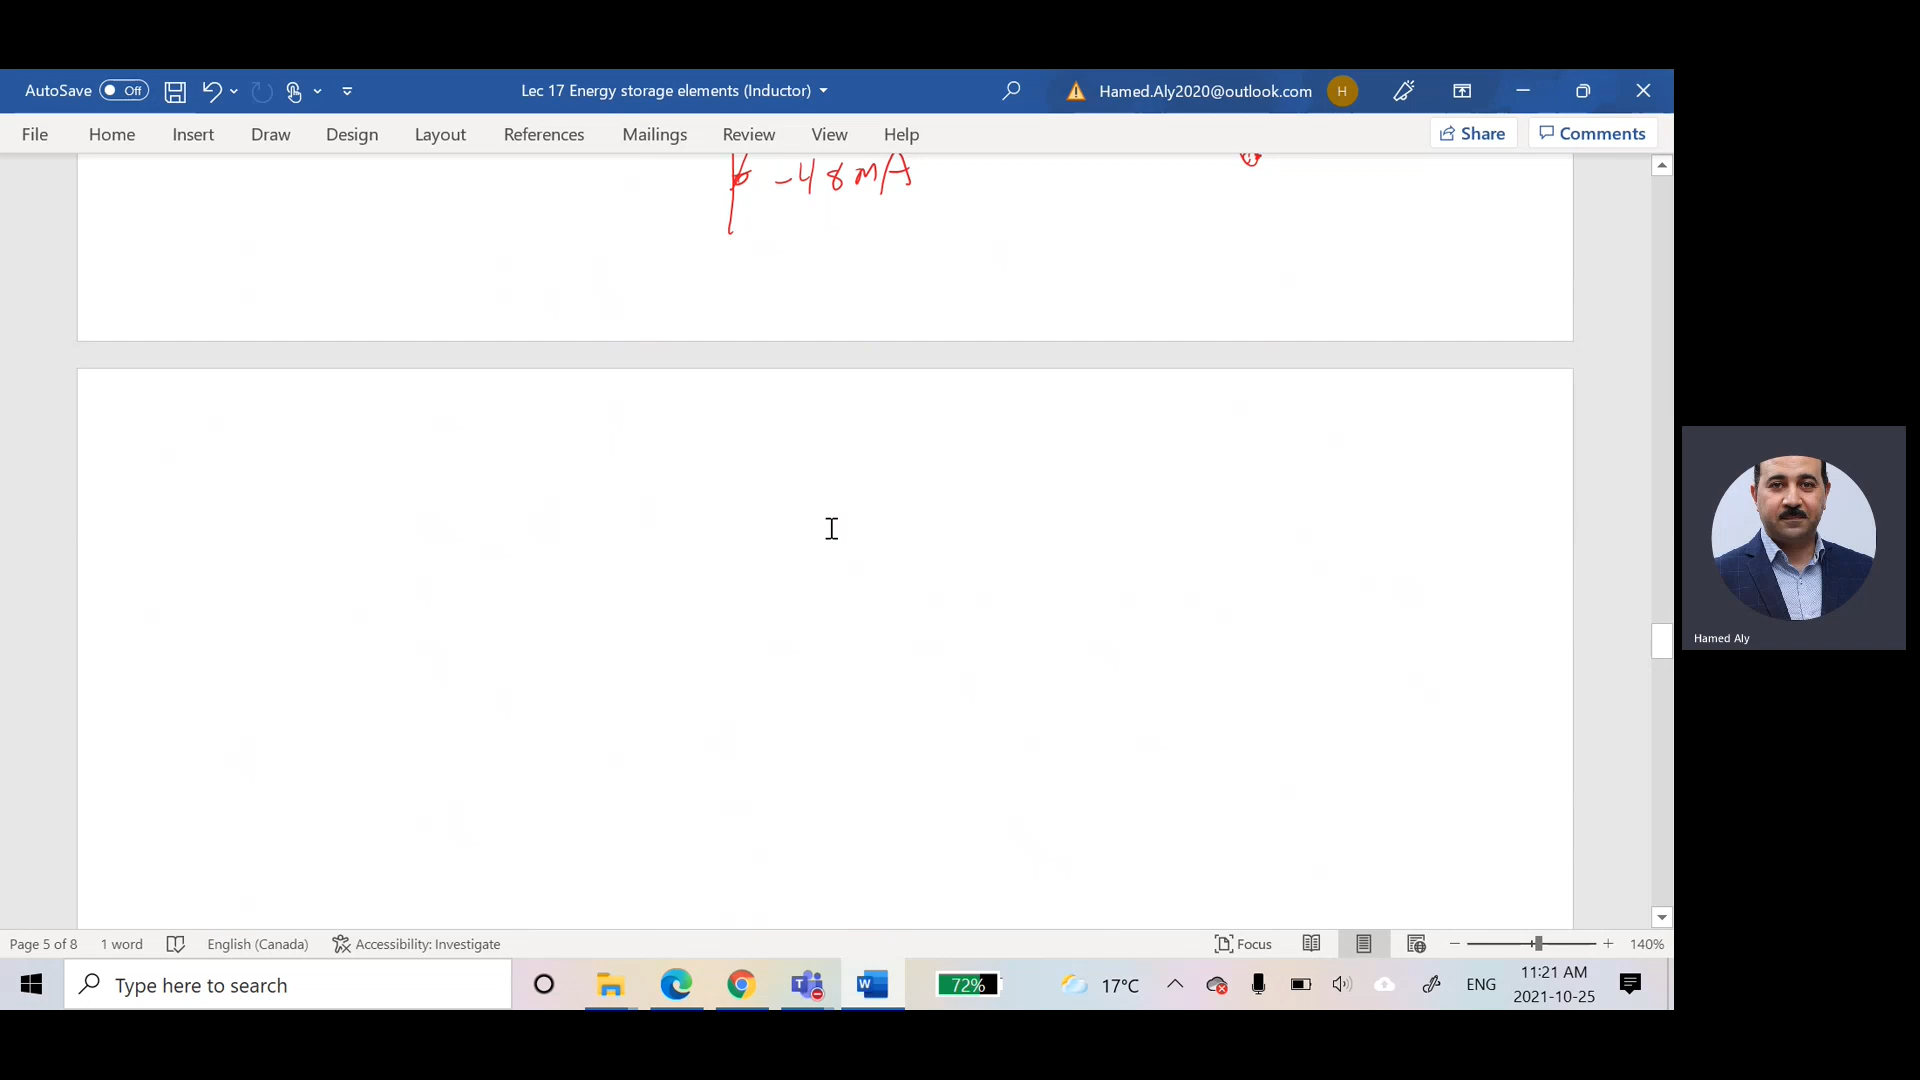 AutoSave Off Lec 17 Energy storage elements (Inductor) Hamed.Aly2020@outlook.com H
File Home Insert Draw Design Layout References Mailings Review View Help Share Comments
-48mA
Hamed Aly
Page 5 of 8 1 word English (Canada) Accessibility: Investigate Focus 140%
Type here to search 72% 17°C ENG 11:21 AM
2021-10-25